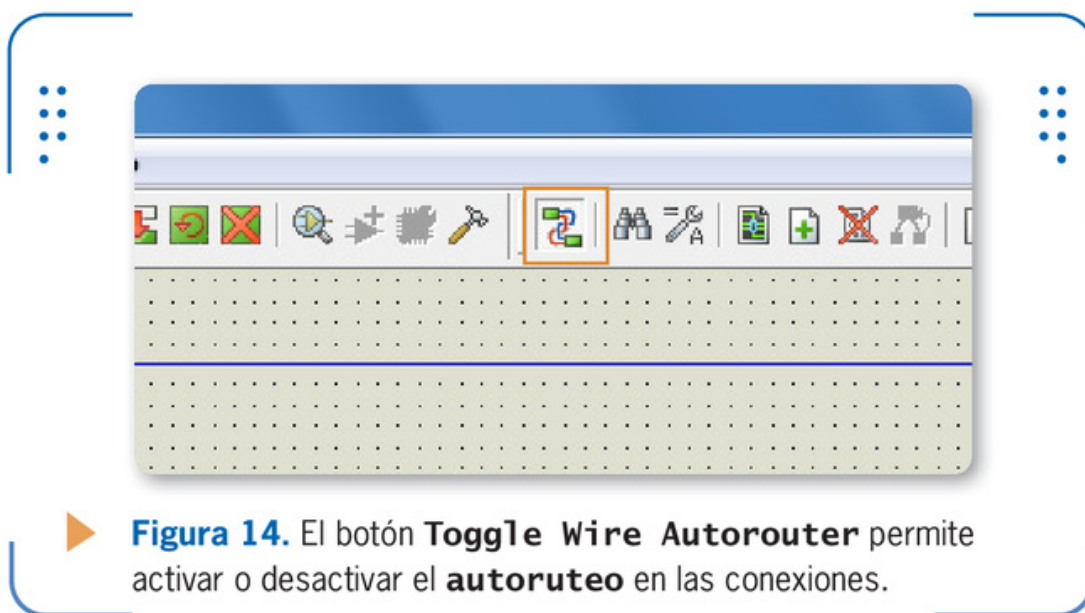 Figura 14. El botón Toggle Wire Autorouter permite
activar o desactivar el autoruteo en las conexiones.